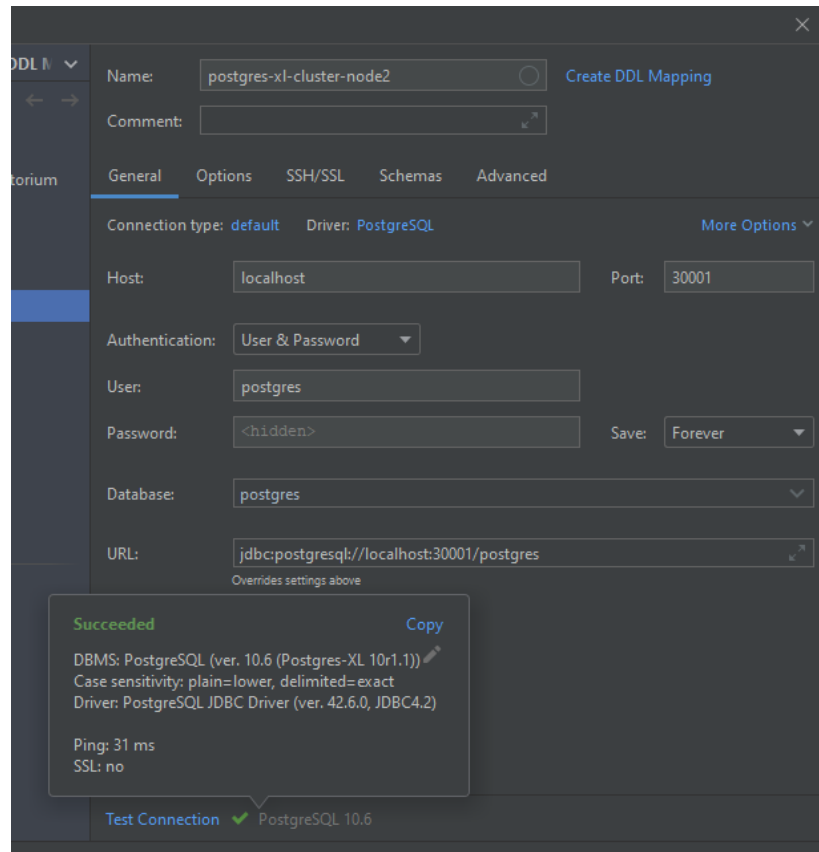 DDL M
Name: postgres-xl-cluster-node2 Create DDL Mapping
Comment:
torium
General Options SSH/SSL Schemas Advanced
Connection type: default Driver: PostgreSQL More Options
Host: localhost Port: 30001
Authentication: User & Password
User: postgres
Password: <hidden> Save: Forever
Database: postgres
URL: jdbc:postgresql://localhost:30001/postgres
Overrides settings above
Succeeded Copy
DBMS: PostgreSQL (ver. 10.6 (Postgres-XL 10r1.1))
Case sensitivity: plain=lower, delimited=exact
Driver: PostgreSQL JDBC Driver (ver. 42.6.0, JDBC4.2)
Ping: 31 ms
SSL: no
Test Connection PostgreSQL 10.6